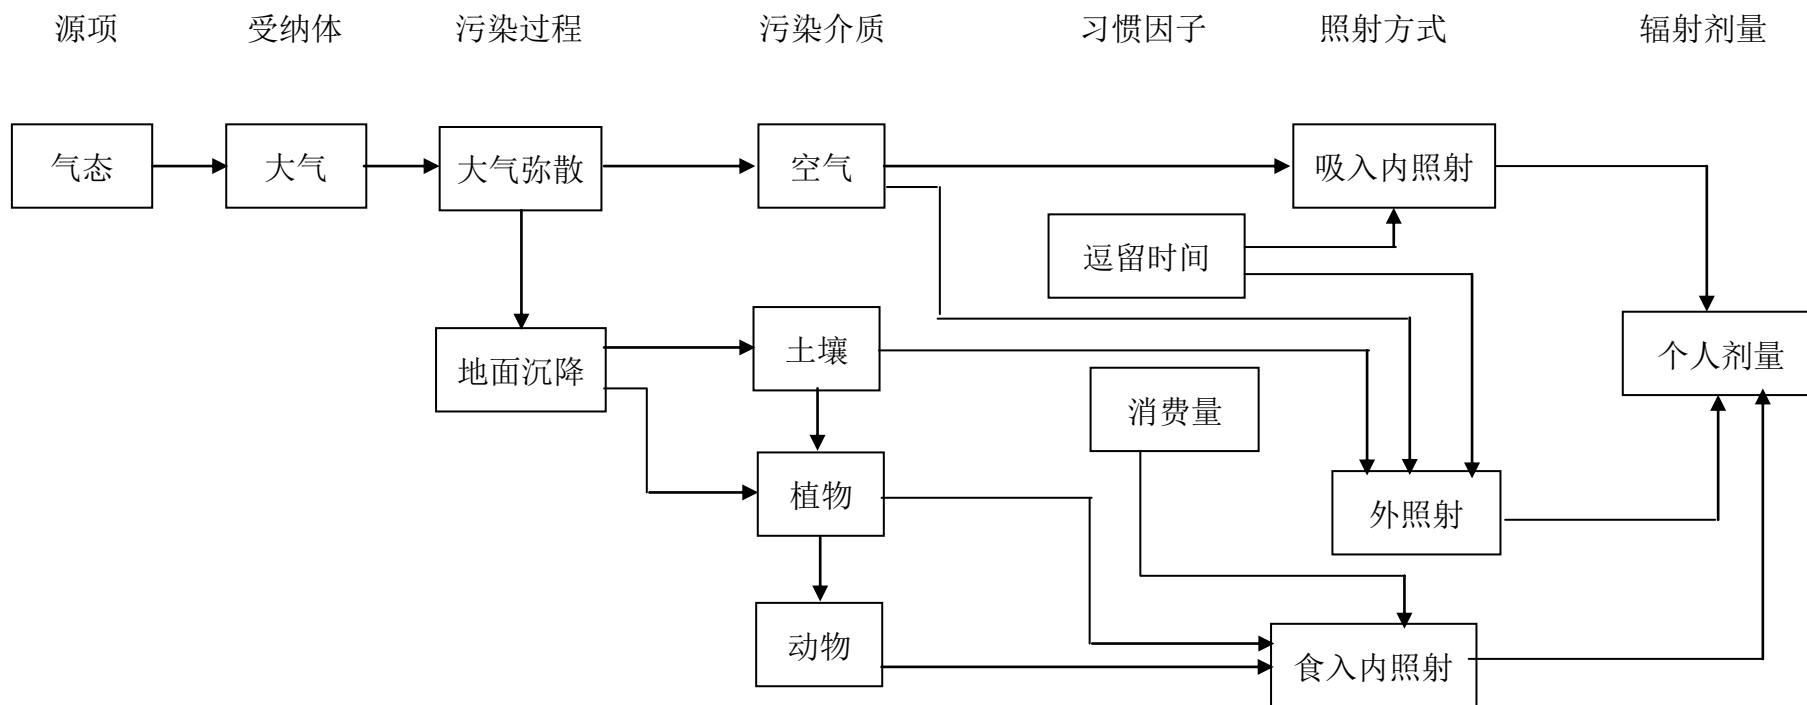 源项 受纳体 污染过程 污染介质 习惯因子 照射方式 辐射剂量
气态 大气 大气弥散 空气 吸入内照射
逗留时间
地面沉降 土壤 个人剂量
消费量
植物 外照射
动物 食入内照射